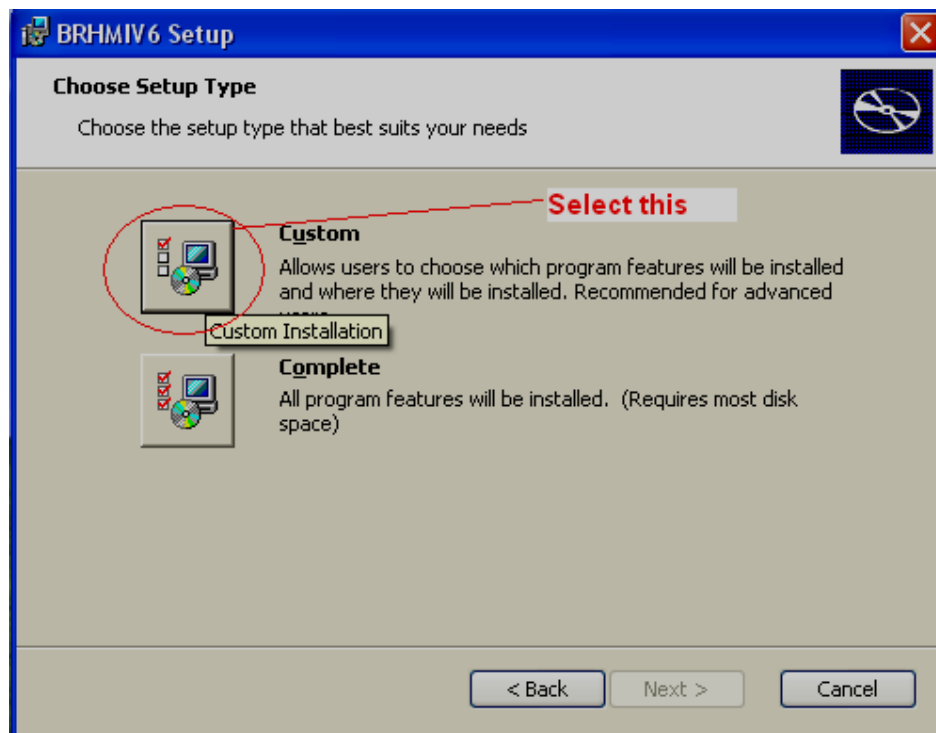 BRHMIV6 Setup
Choose Setup Type
Choose the setup type that best suits your needs
Select this
Custom
Allows users to choose which program features will be installed
and where they will be installed. Recommended for advanced
Custom Installation
Complete
All program features will be installed. (Requires most disk
space)
< Back
Next >
Cancel